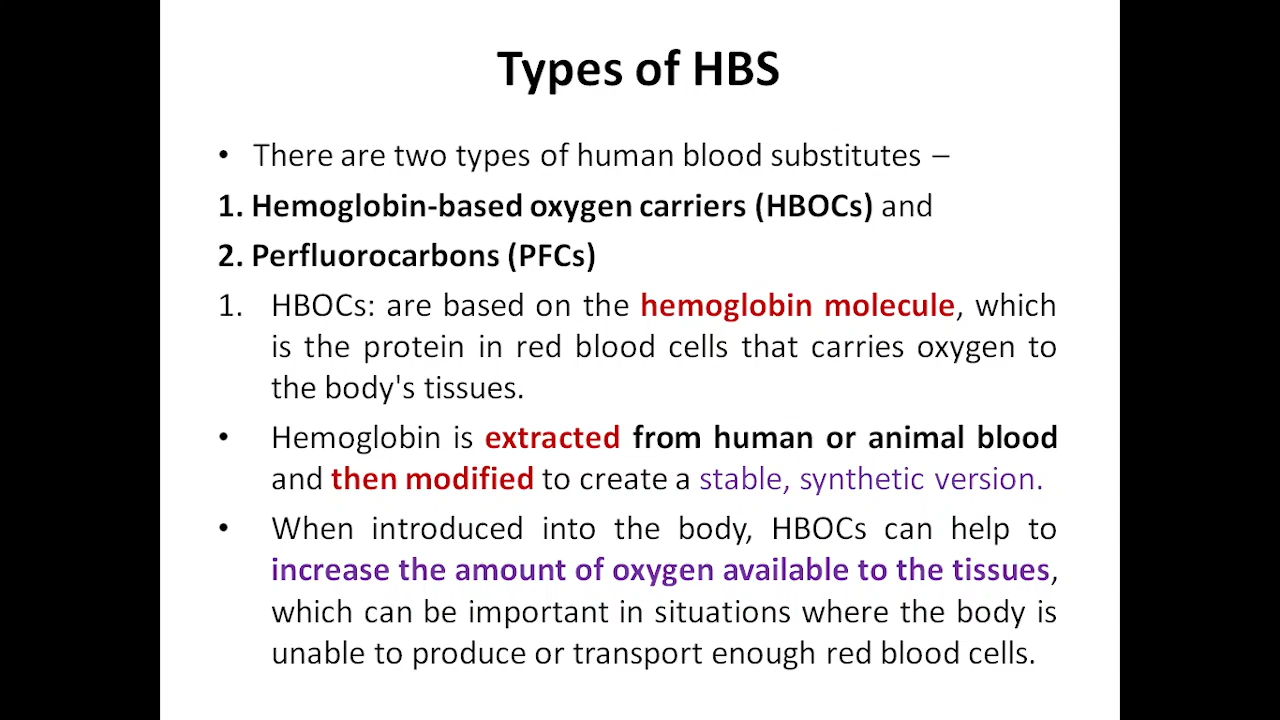 Types of HBS
• There are two types of human blood substitutes –
1. Hemoglobin-based oxygen carriers (HBOCs) and
2. Perfluorocarbons (PFCs)
1. HBOCs: are based on the hemoglobin molecule, which
is the protein in red blood cells that carries oxygen to
the body's tissues.
• Hemoglobin is extracted from human or animal blood
and then modified to create a stable, synthetic version.
• When introduced into the body, HBOCs can help to
increase the amount of oxygen available to the tissues,
which can be important in situations where the body is
unable to produce or transport enough red blood cells.